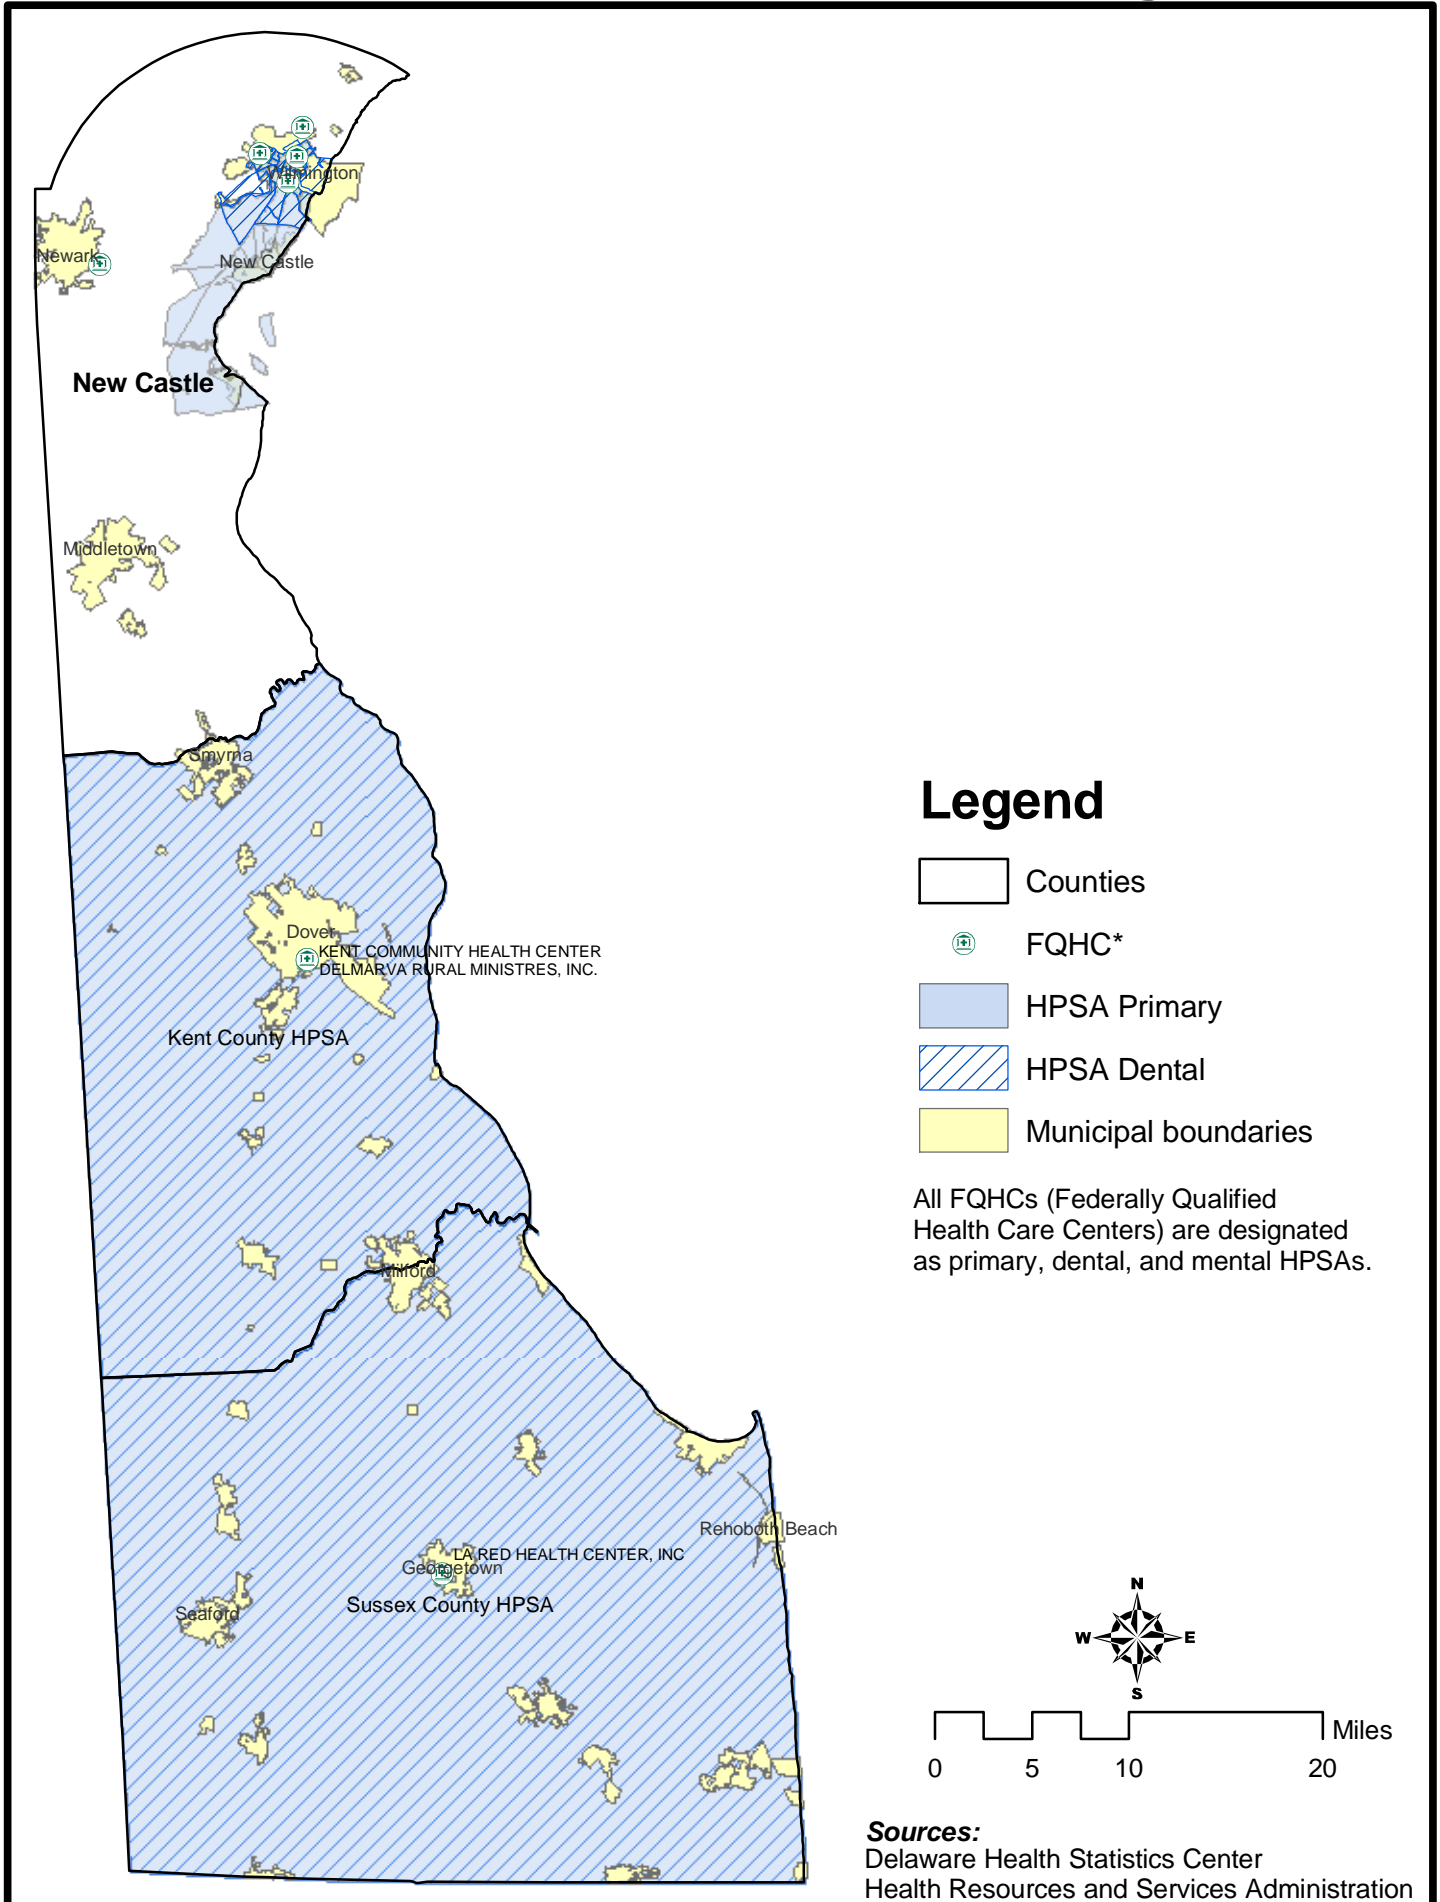 Wilmington
Newark
New Castle
New Castle
Middletown
Smyrna
Legend
Counties
Dover
FQHC*
KENT COMMUNITY HEALTH CENTER
DELMARVA RURAL MINISTRES, INC.
HPSA Primary
Kent County HPSA
HPSA Dental
Municipal boundaries
All FQHCs (Federally Qualified
Health Care Centers) are designated
as primary, dental, and mental HPSAs.
Milford
Rehoboth Beach
LA RED HEALTH CENTER, INC
Georgetown
Sussex County HPSA
Seaford
N
W E
S
Miles
0 5 10 20
Sources:
Delaware Health Statistics Center
Health Resources and Services Administration